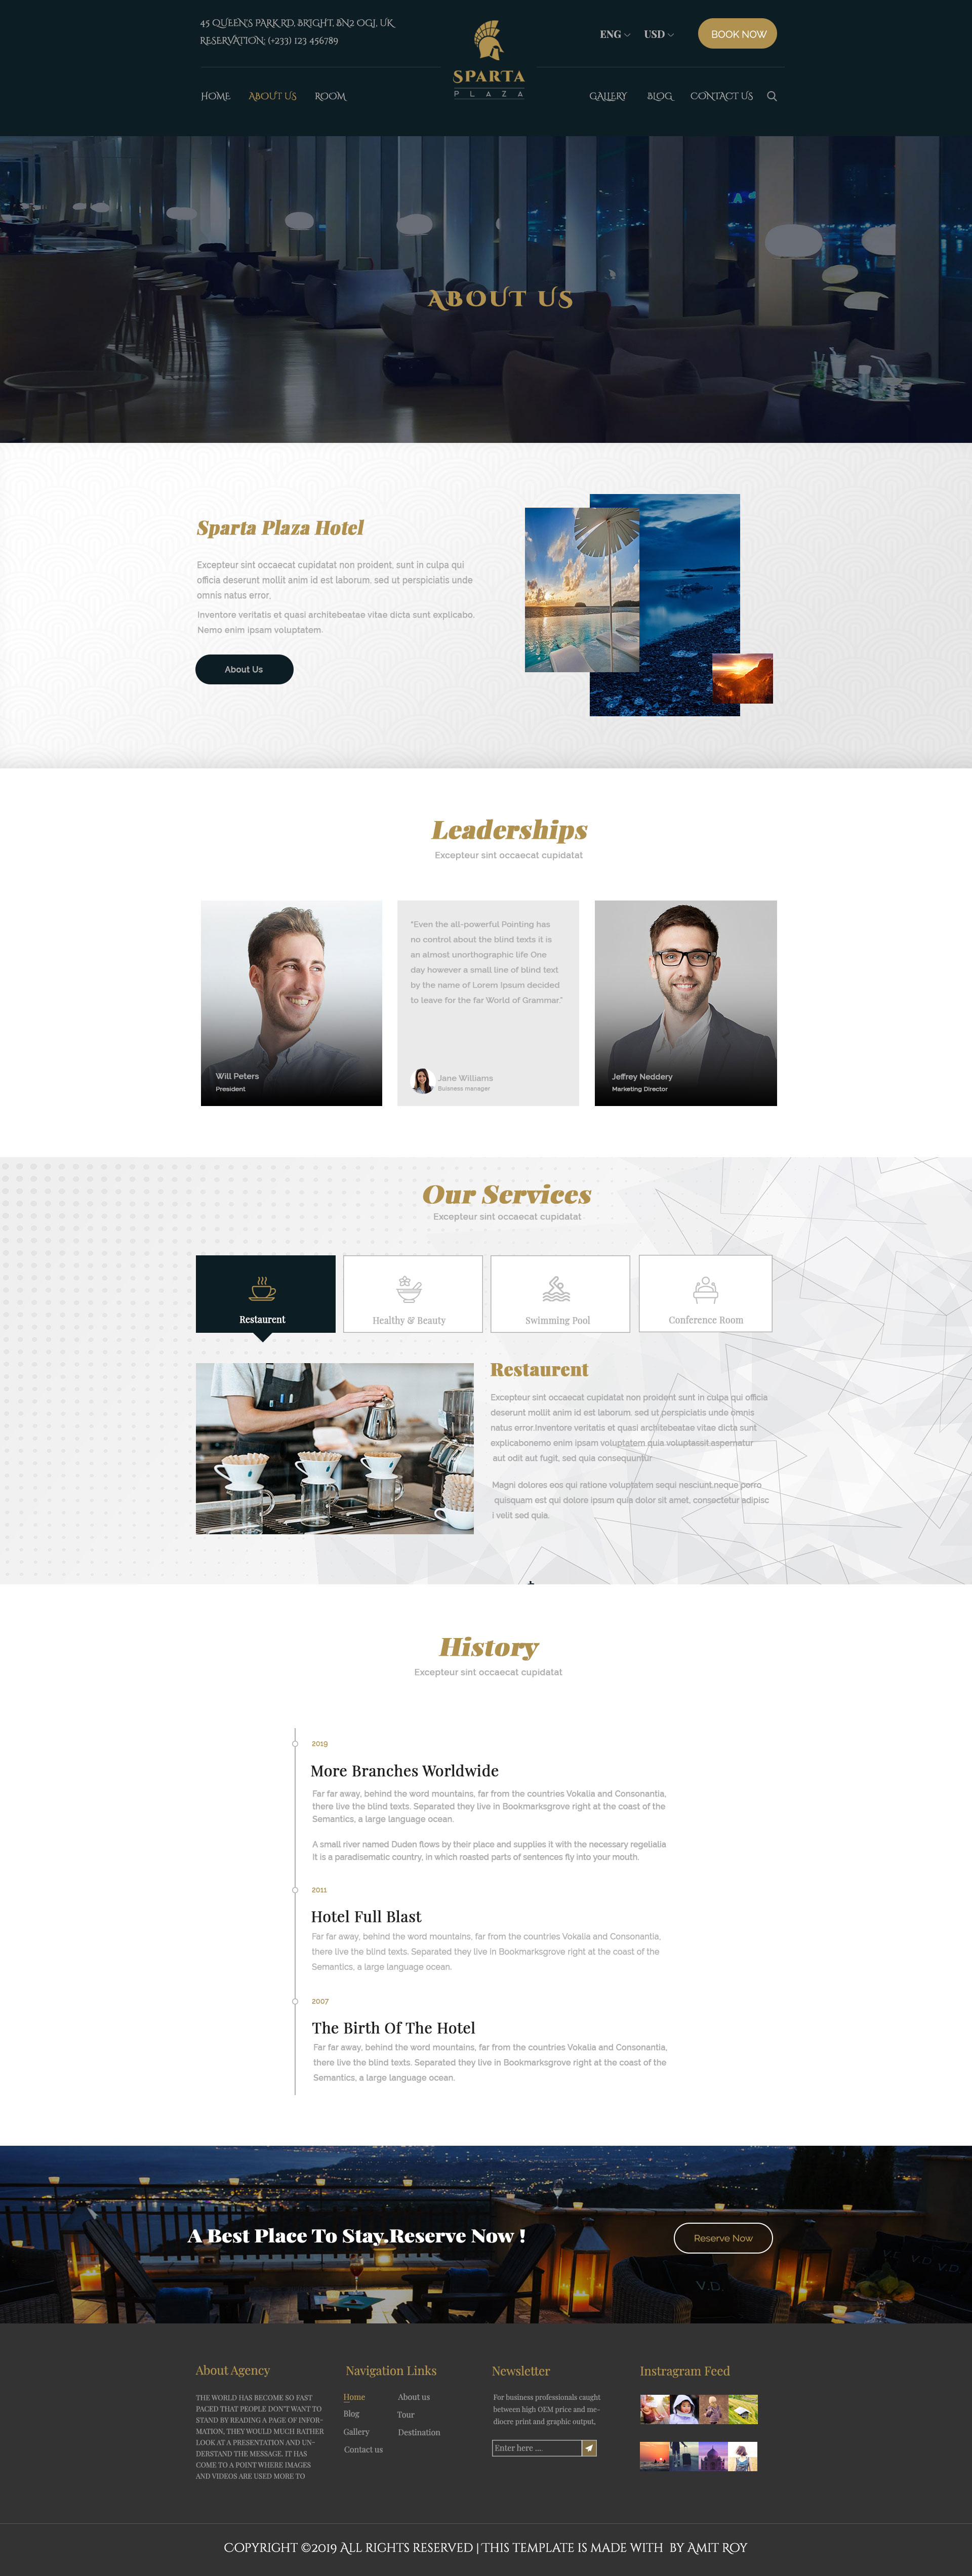 45 QUEEN'S PARK RD, BRIGHT, BN2 OGJ, UK
RESERVATION: (+233) 123 456789
ENG
USD
BOOK NOW
SPARTA
PLAZA
HOME
ABOUT US
ROOM
GALLERY
BLOG
CONTACT US
ABOUT US
Sparta Plaza Hotel
Excepteur sint occaecat cupidatat non proident, sunt in culpa qui
officia deserunt mollit anim id est laborum, sed ut perspiciatis unde
omnis natus error,
Inventore veritatis et quasi architebeatae vitae dicta sunt explicabo.
Nemo enim ipsam voluptatem.
About Us
Leaderships
Excepteur sint occaecat cupidatat
"Even the all-powerful Pointing has
no control about the blind texts it is
an almost unorthographic life One
day however a small line of blind text
by the name of Lorem Ipsum decided
to leave for the far World of Grammar."
Will Peters
President
Jane Williams
Buisness manager
Jeffrey Neddery
Marketing Director
Our Services
Excepteur sint occaecat cupidatat
Restaurent
Healthy & Beauty
Swimming Pool
Conference Room
Restaurent
Excepteur sint occaecat cupidatat non proident sunt in culpa qui officia
deserunt mollit anim id est laborum. sed ut perspiciatis unde omnis
natus error.Inventore veritatis et quasi architebeatae vitae dicta sunt
explicabonemo enim ipsam voluptatem quia voluptassit aspernatur
aut odit aut fugit, sed quia consequuntur
Magni dolores eos qui ratione voluptatem sequi nesciunt.neque porro
quisquam est qui dolore ipsum quia dolor sit amet, consectetur adipisc
i velit sed quia.
History
Excepteur sint occaecat cupidatat
2019
More Branches Worldwide
Far far away, behind the word mountains, far from the countries Vokalia and Consonantia,
there live the blind texts. Separated they live in Bookmarksgrove right at the coast of the
Semantics, a large language ocean.
A small river named Duden flows by their place and supplies it with the necessary regelialia
It is a paradisematic country, in which roasted parts of sentences fly into your mouth.
2011
Hotel Full Blast
Far far away, behind the word mountains, far from the countries Vokalia and Consonantia,
there live the blind texts. Separated they live in Bookmarksgrove right at the coast of the
Semantics, a large language ocean.
2007
The Birth Of The Hotel
Far far away, behind the word mountains, far from the countries Vokalia and Consonantia,
there live the blind texts. Separated they live in Bookmarksgrove right at the coast of the
Semantics, a large language ocean.
A Best Place To Stay.Reserve Now !
Reserve Now
V.D.
V.D V.D V.D
About Agency
THE WORLD HAS BECOME SO FAST
PACED THAT PEOPLE DON'T WANT TO
STAND BY READING A PAGE OF INFOR-
MATION, THEY WOULD MUCH RATHER
LOOK AT A PRESENTATION AND UN-
DERSTAND THE MESSAGE. IT HAS
COME TO A POINT WHERE IMAGES
AND VIDEOS ARE USED MORE TO
Navigation Links
Home
About us
Blog
Tour
Gallery
Destination
Contact us
Newsletter
For business professionals caught
between high OEM price and me-
diocre print and graphic output,
Enter here ...
Instragram Feed
COPYRIGHT ©2019 ALL RIGHTS RESERVED | THIS TEMPLATE IS MADE WITH BY AMIT ROY